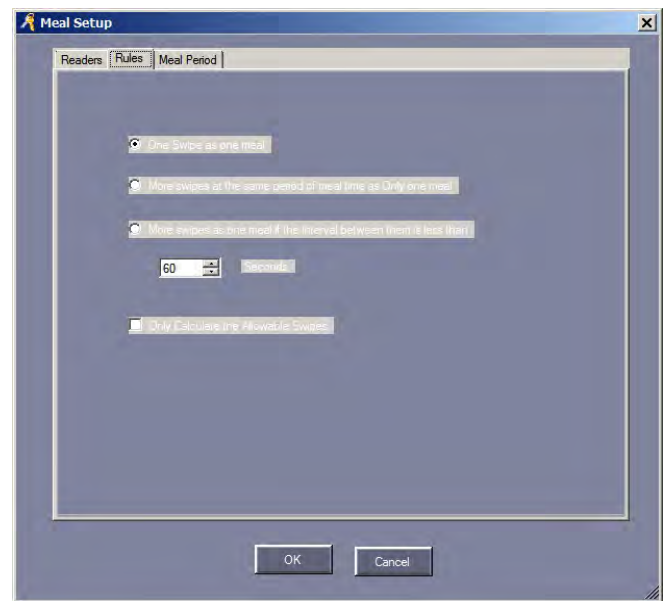 Meal Setup
Readers Rules Meal Period
One Swipe as one meal
More swipes at the same period of meal time as Only one meal
More swipes as one meal if the interval between them is less than
60 Seconds
Only Calculate the Allowable Swipes
OK Cancel